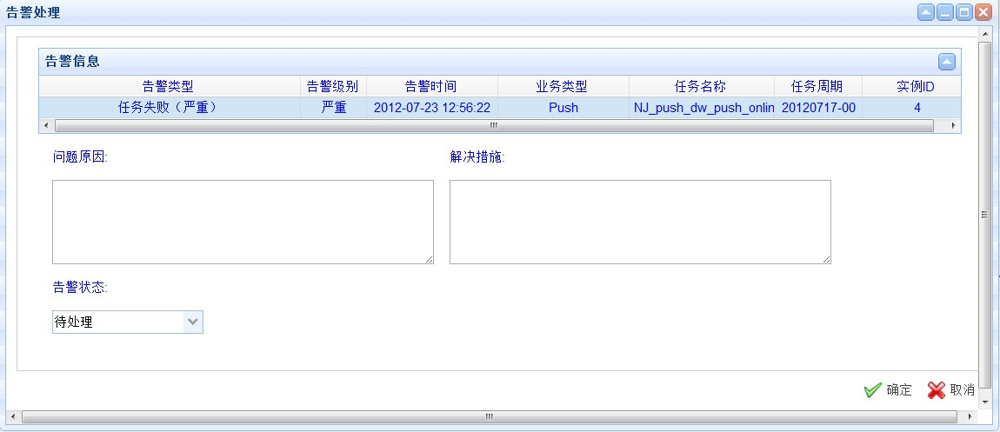 告警处理
告警信息
告警类型 告警级别 告警时间 业务类型 任务名称 任务周期 实例ID
任务失败（严重） 严重 2012-07-23 12:56:22 Push NJ_push_dw_push_onlin 20120717-00 4
问题原因: 解决措施:
告警状态:
待处理
确定 取消